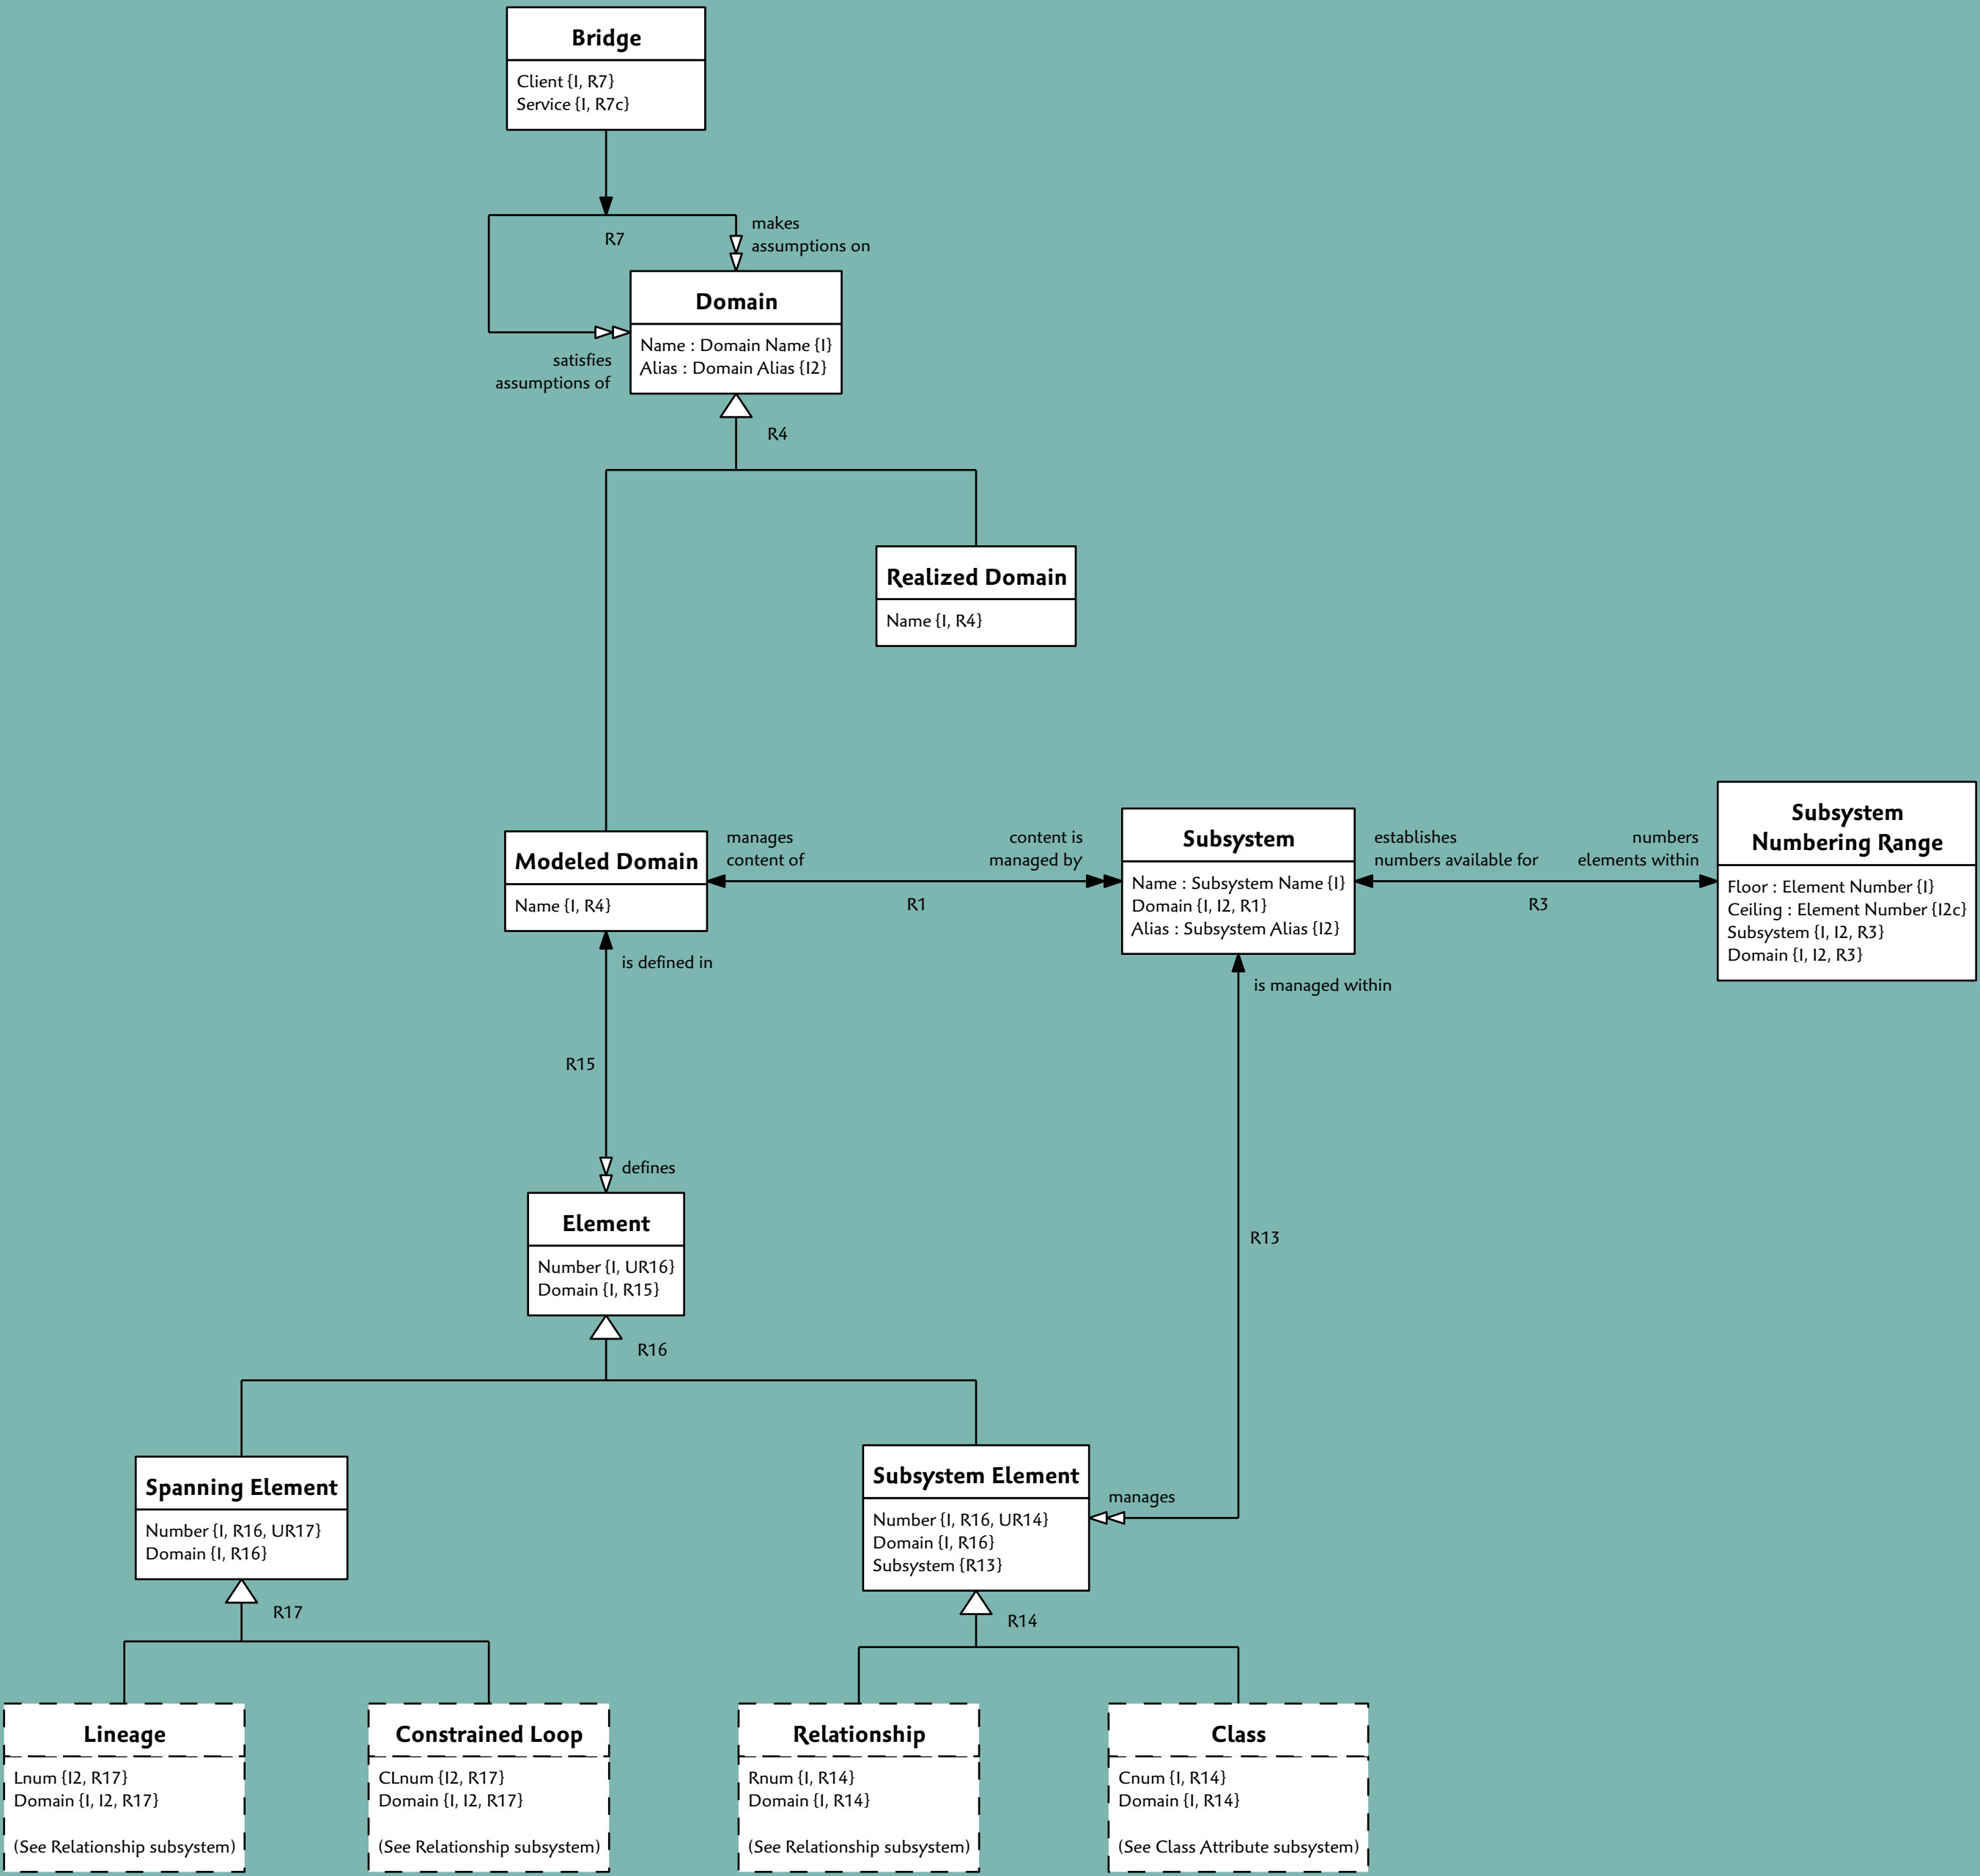 Bridge
Client {I, R7}
Service {I, R7c}
R7
makes
assumptions on
satisfies
assumptions of
Domain
Name : Domain Name {I}
Alias : Domain Alias {I2}
R4
Realized Domain
Name {I, R4}
Modeled Domain
Name {I, R4}
manages
content of
content is
managed by
R1
Subsystem
Name : Subsystem Name {I}
Domain {I, I2, R1}
Alias : Subsystem Alias {I2}
establishes
numbers available for
numbers
elements within
R3
Subsystem
Numbering Range
Floor : Element Number {I}
Ceiling : Element Number {I2c}
Subsystem {I, I2, R3}
Domain {I, I2, R3}
is defined in
R15
defines
is managed within
R13
manages
Element
Number {I, UR16}
Domain {I, R15}
R16
Spanning Element
Number {I, R16, UR17}
Domain {I, R16}
R17
Subsystem Element
Number {I, R16, UR14}
Domain {I, R16}
Subsystem {R13}
R14
Lineage
Lnum {I2, R17}
Domain {I, I2, R17}
(See Relationship subsystem)
Constrained Loop
CLnum {I2, R17}
Domain {I, I2, R17}
(See Relationship subsystem)
Relationship
Rnum {I, R14}
Domain {I, R14}
(See Relationship subsystem)
Class
Cnum {I, R14}
Domain {I, R14}
(See Class Attribute subsystem)